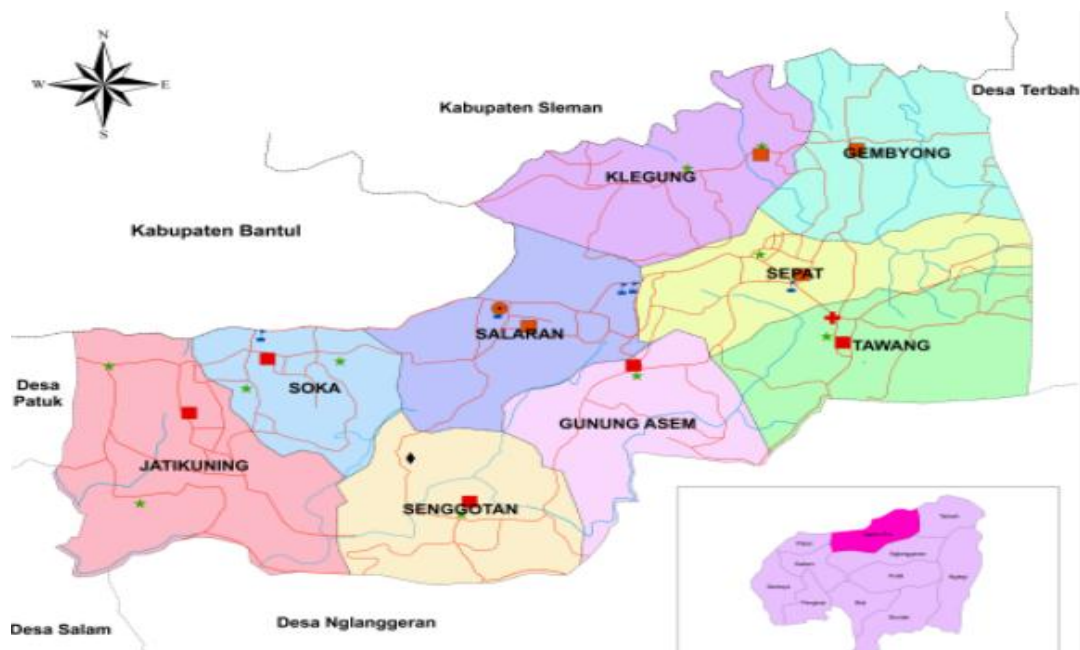 N
W
E
S
Desa Terbah
Kabupaten Sleman
GEMBYONG
KLEGUNG
Kabupaten Bantul
SEPAT
SALARAN
TAWANG
Desa
Patuk
SOKA
GUNUNG ASEM
JATIKUNING
SENGGOTAN
Desa Salam
Desa Nglanggeran